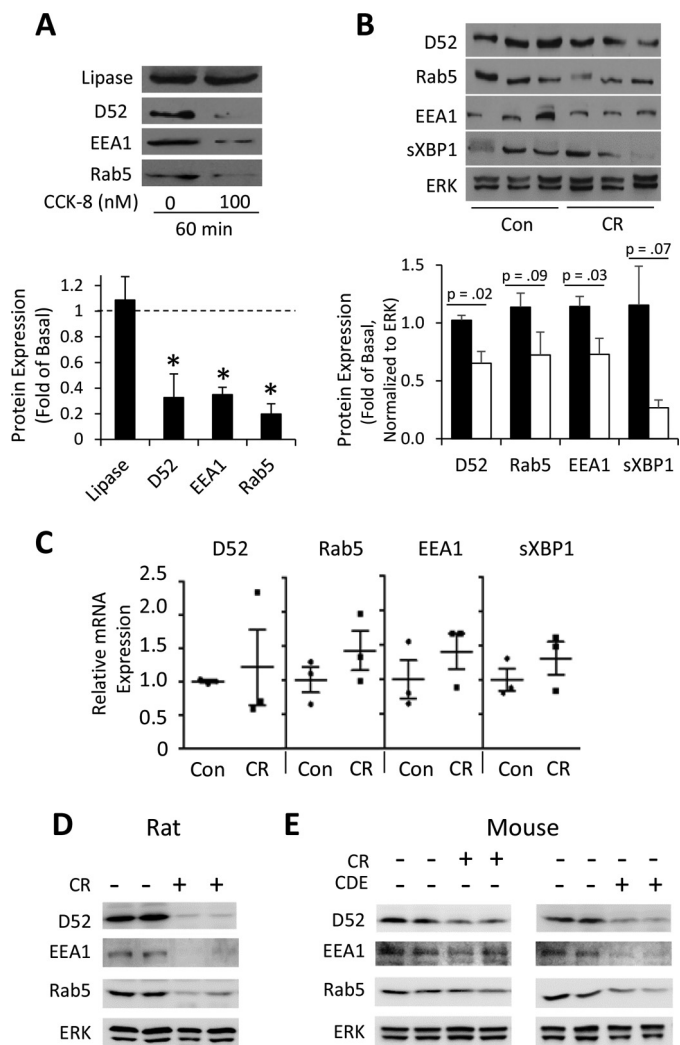 A
Lipase
D52
EEA1
Rab5
CCK-8 (nM) 0 100
60 min
Protein Expression
(Fold of Basal)
1.2
1
0.8
0.6
0.4
0.2
0
* * *
Lipase D52 EEA1 Rab5
B
D52
Rab5
EEA1
sXBP1
ERK
Con CR
Protein Expression
(Fold of Basal,
Normalized to ERK)
1.5
1.0
0.5
0.0
p = .02 p = .09 p = .03 p = .07
D52 Rab5 EEA1 sXBP1
C
D52 Rab5 EEA1 sXBP1
Relative mRNA
Expression
2.5
2.0
1.5
1.0
0.5
0
Con CR Con CR Con CR Con CR
D Rat
CR - - + +
D52
EEA1
Rab5
ERK
E Mouse
CR - - + + - - - -
CDE - - - - - - + +
D52
EEA1
Rab5
ERK